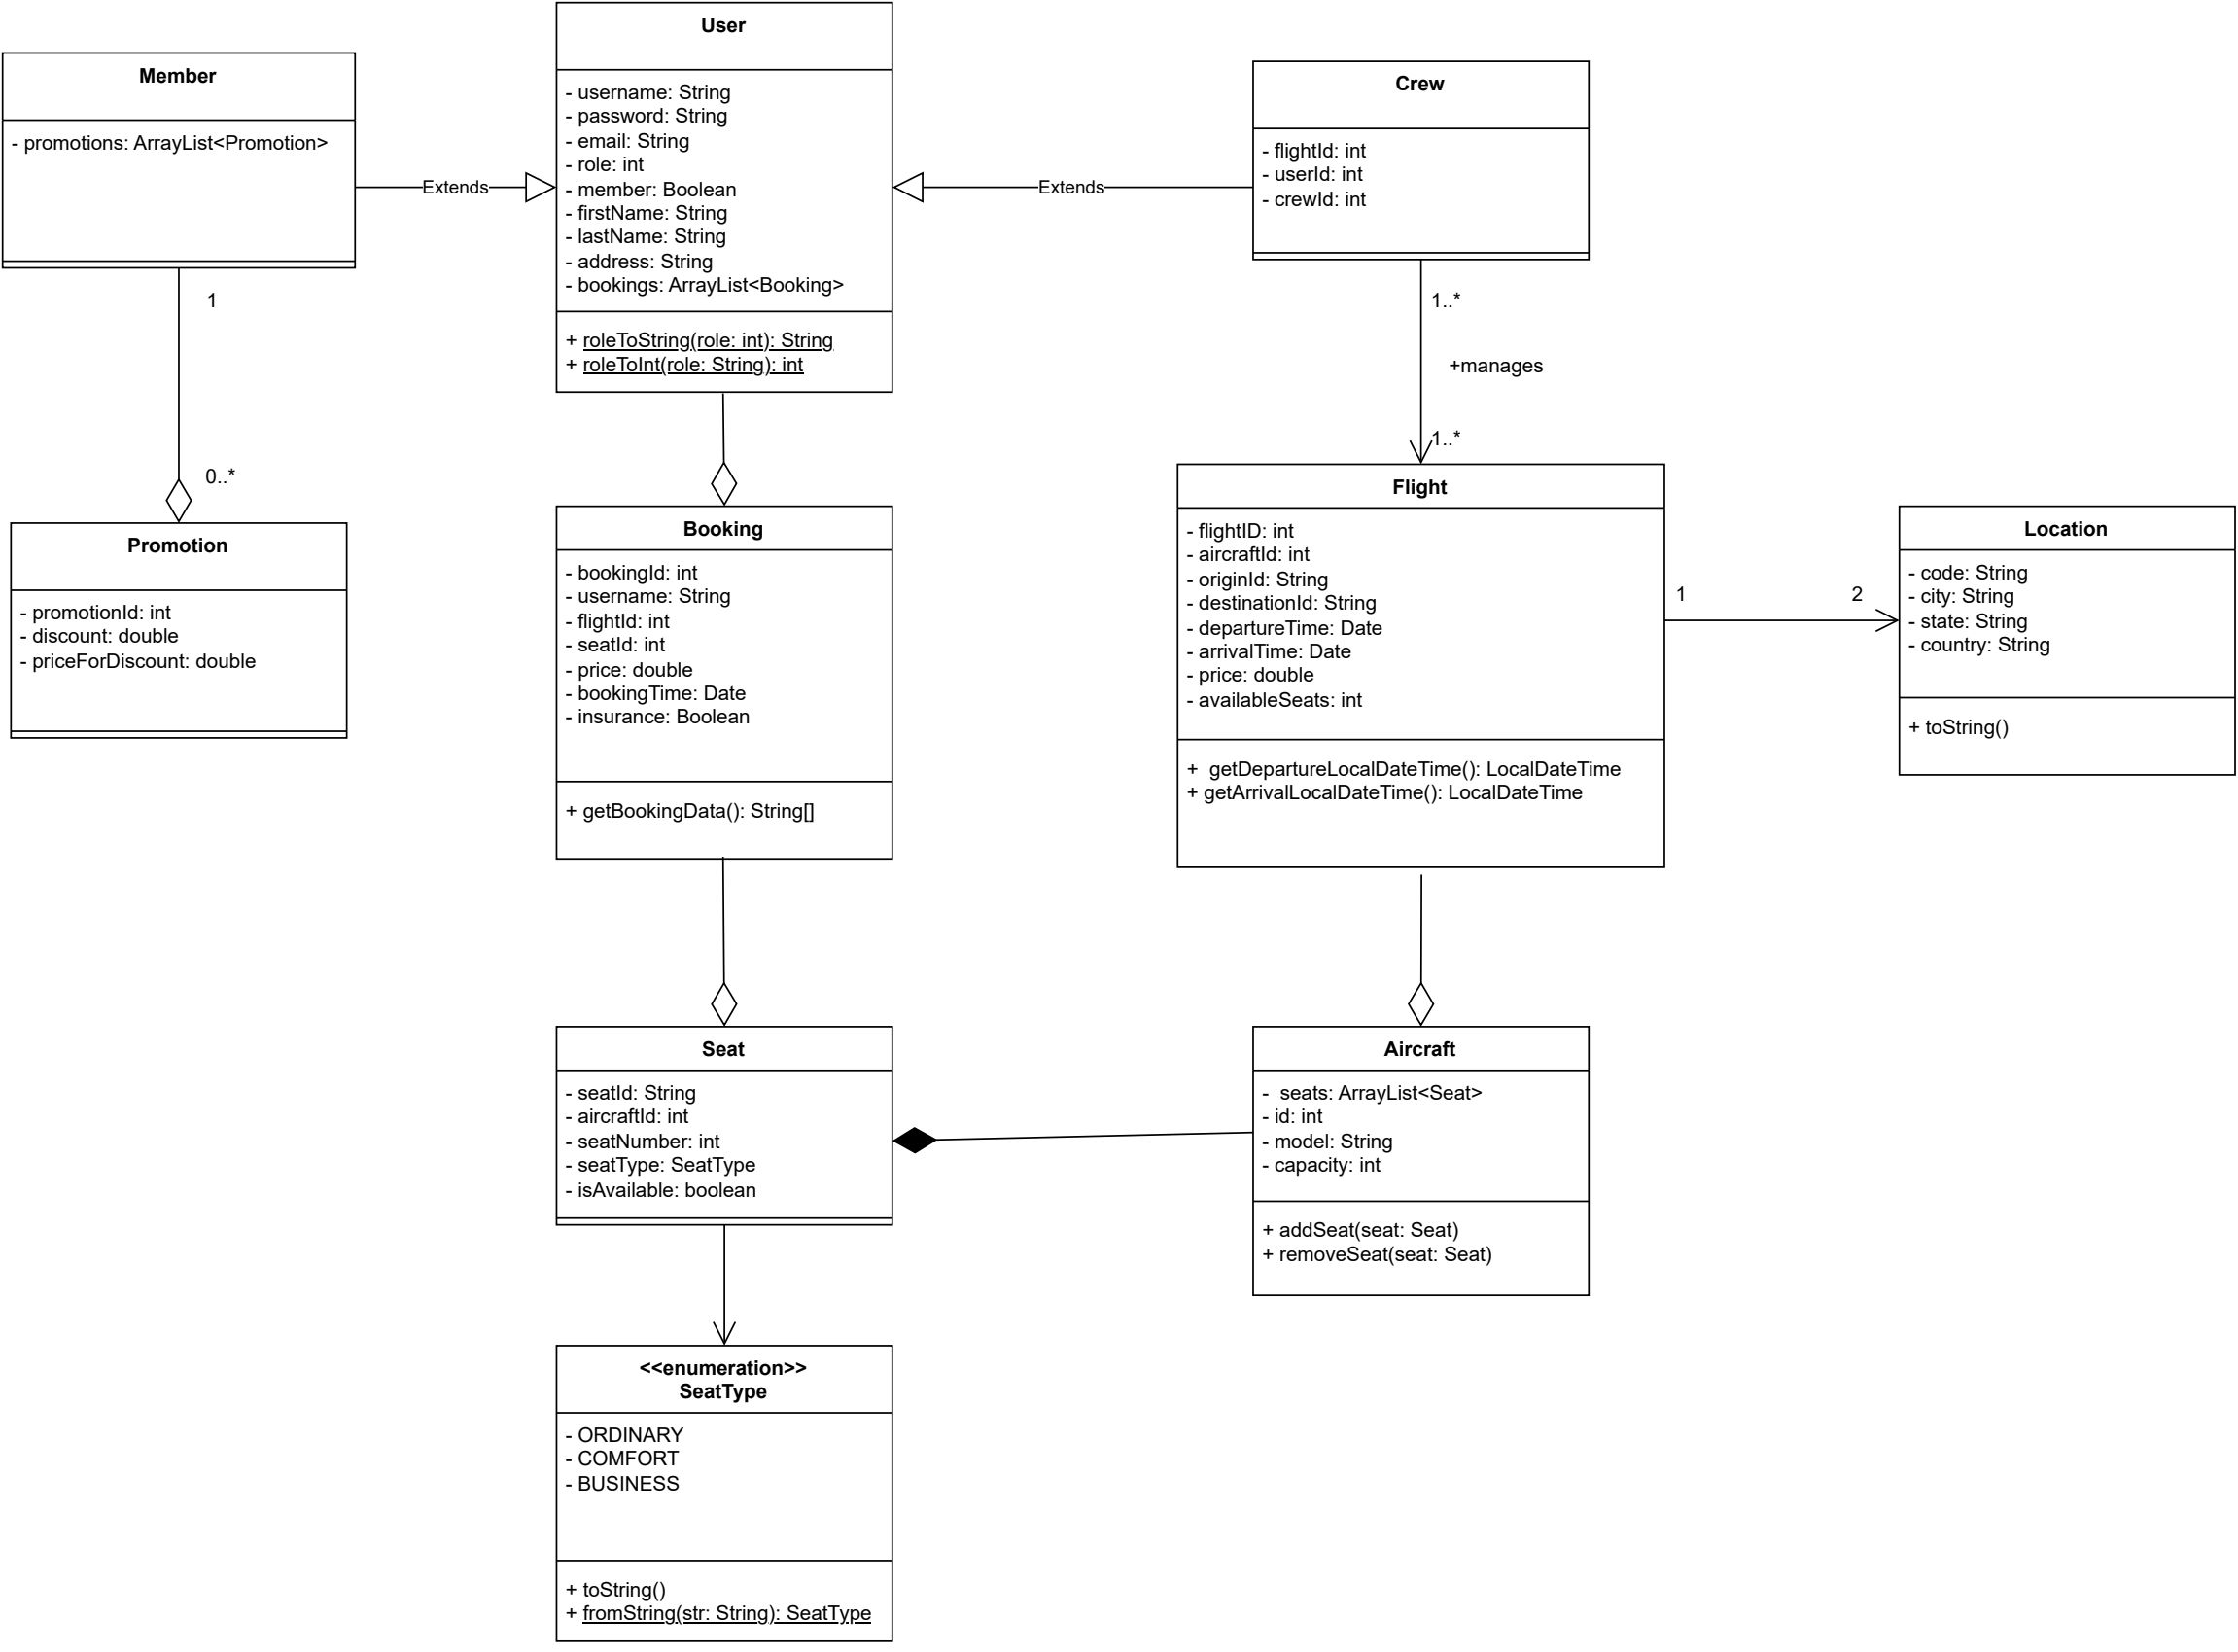 User
- username: String
- password: String
- email: String
- role: int
- member: Boolean
- firstName: String
- lastName: String
- address: String
- bookings: ArrayList<Booking>
+ roleToString(role: int): String
+ roleToInt(role: String): int
Member
- promotions: ArrayList<Promotion>
Extends
Extends
Crew
- flightId: int
- userId: int
- crewId: int
1
0..*
1..*
+manages
1..*
Promotion
- promotionId: int
- discount: double
- priceForDiscount: double
Booking
- bookingId: int
- username: String
- flightId: int
- seatId: int
- price: double
- bookingTime: Date
- insurance: Boolean
+ getBookingData(): String[]
Flight
- flightID: int
- aircraftId: int
- originId: String
- destinationId: String
- departureTime: Date
- arrivalTime: Date
- price: double
- availableSeats: int
+  getDepartureLocalDateTime(): LocalDateTime
+ getArrivalLocalDateTime(): LocalDateTime
1
2
Location
- code: String
- city: String
- state: String
- country: String
+ toString()
Seat
- seatId: String
- aircraftId: int
- seatNumber: int
- seatType: SeatType
- isAvailable: boolean
Aircraft
-  seats: ArrayList<Seat>
- id: int
- model: String
- capacity: int
+ addSeat(seat: Seat)
+ removeSeat(seat: Seat)
<<enumeration>>
SeatType
- ORDINARY
- COMFORT
- BUSINESS
+ toString()
+ fromString(str: String): SeatType